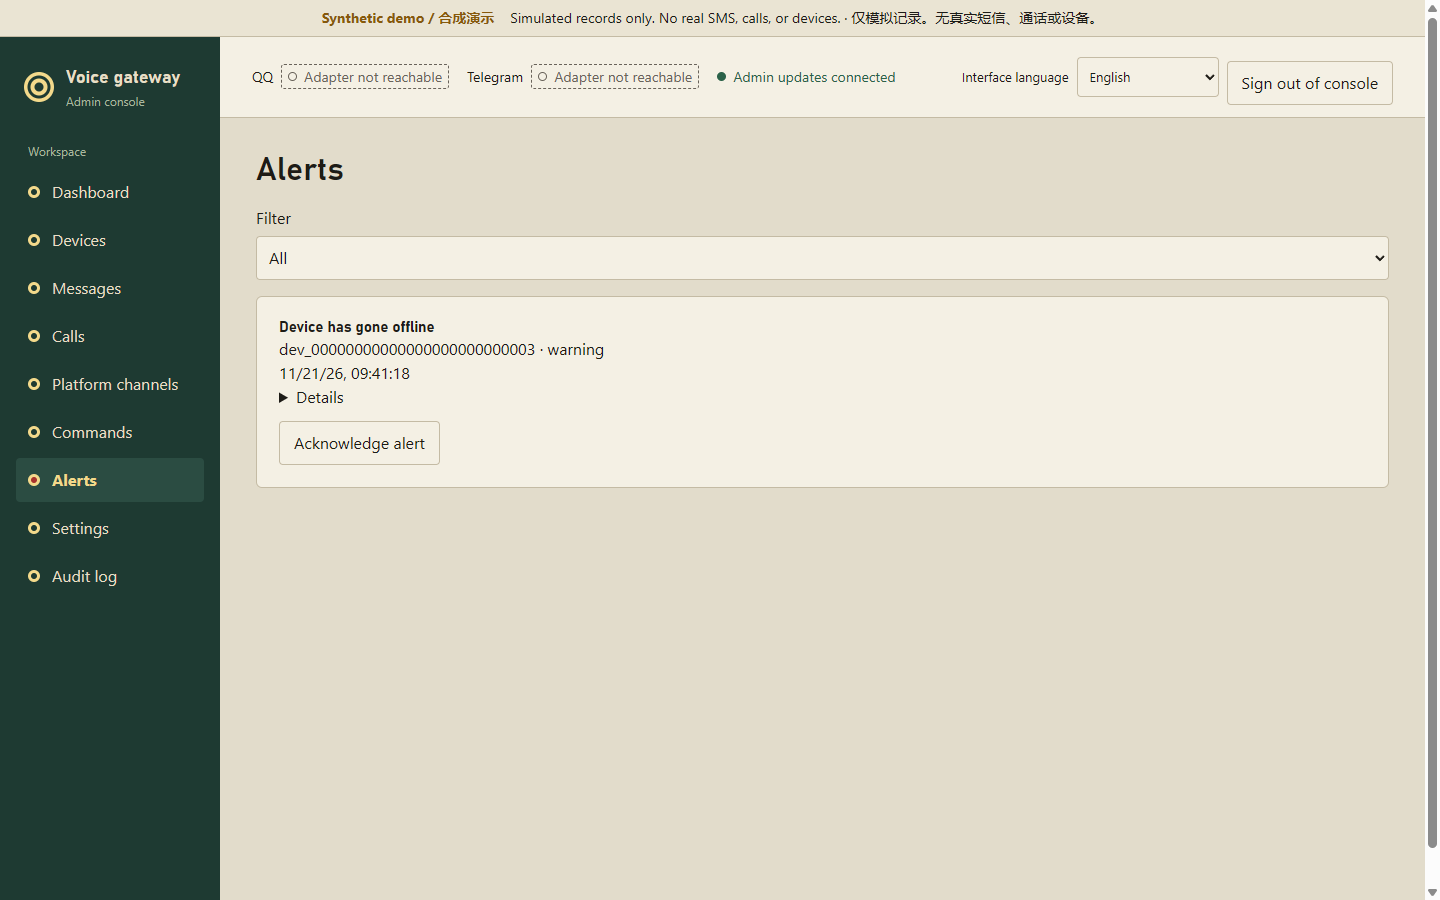 Synthetic demo / 合成演示 Simulated records only. No real SMS, calls, or devices. · 仅模拟记录。无真实短信、通话或设备。
Voice gateway
Admin console
Workspace
Dashboard
Devices
Messages
Calls
Platform channels
Commands
Alerts
Settings
Audit log
QQ Adapter not reachable Telegram Adapter not reachable Admin updates connected Interface language English Sign out of console
Alerts
Filter
All
Device has gone offline
dev_00000000000000000000000003 · warning
11/21/26, 09:41:18
Details
Acknowledge alert